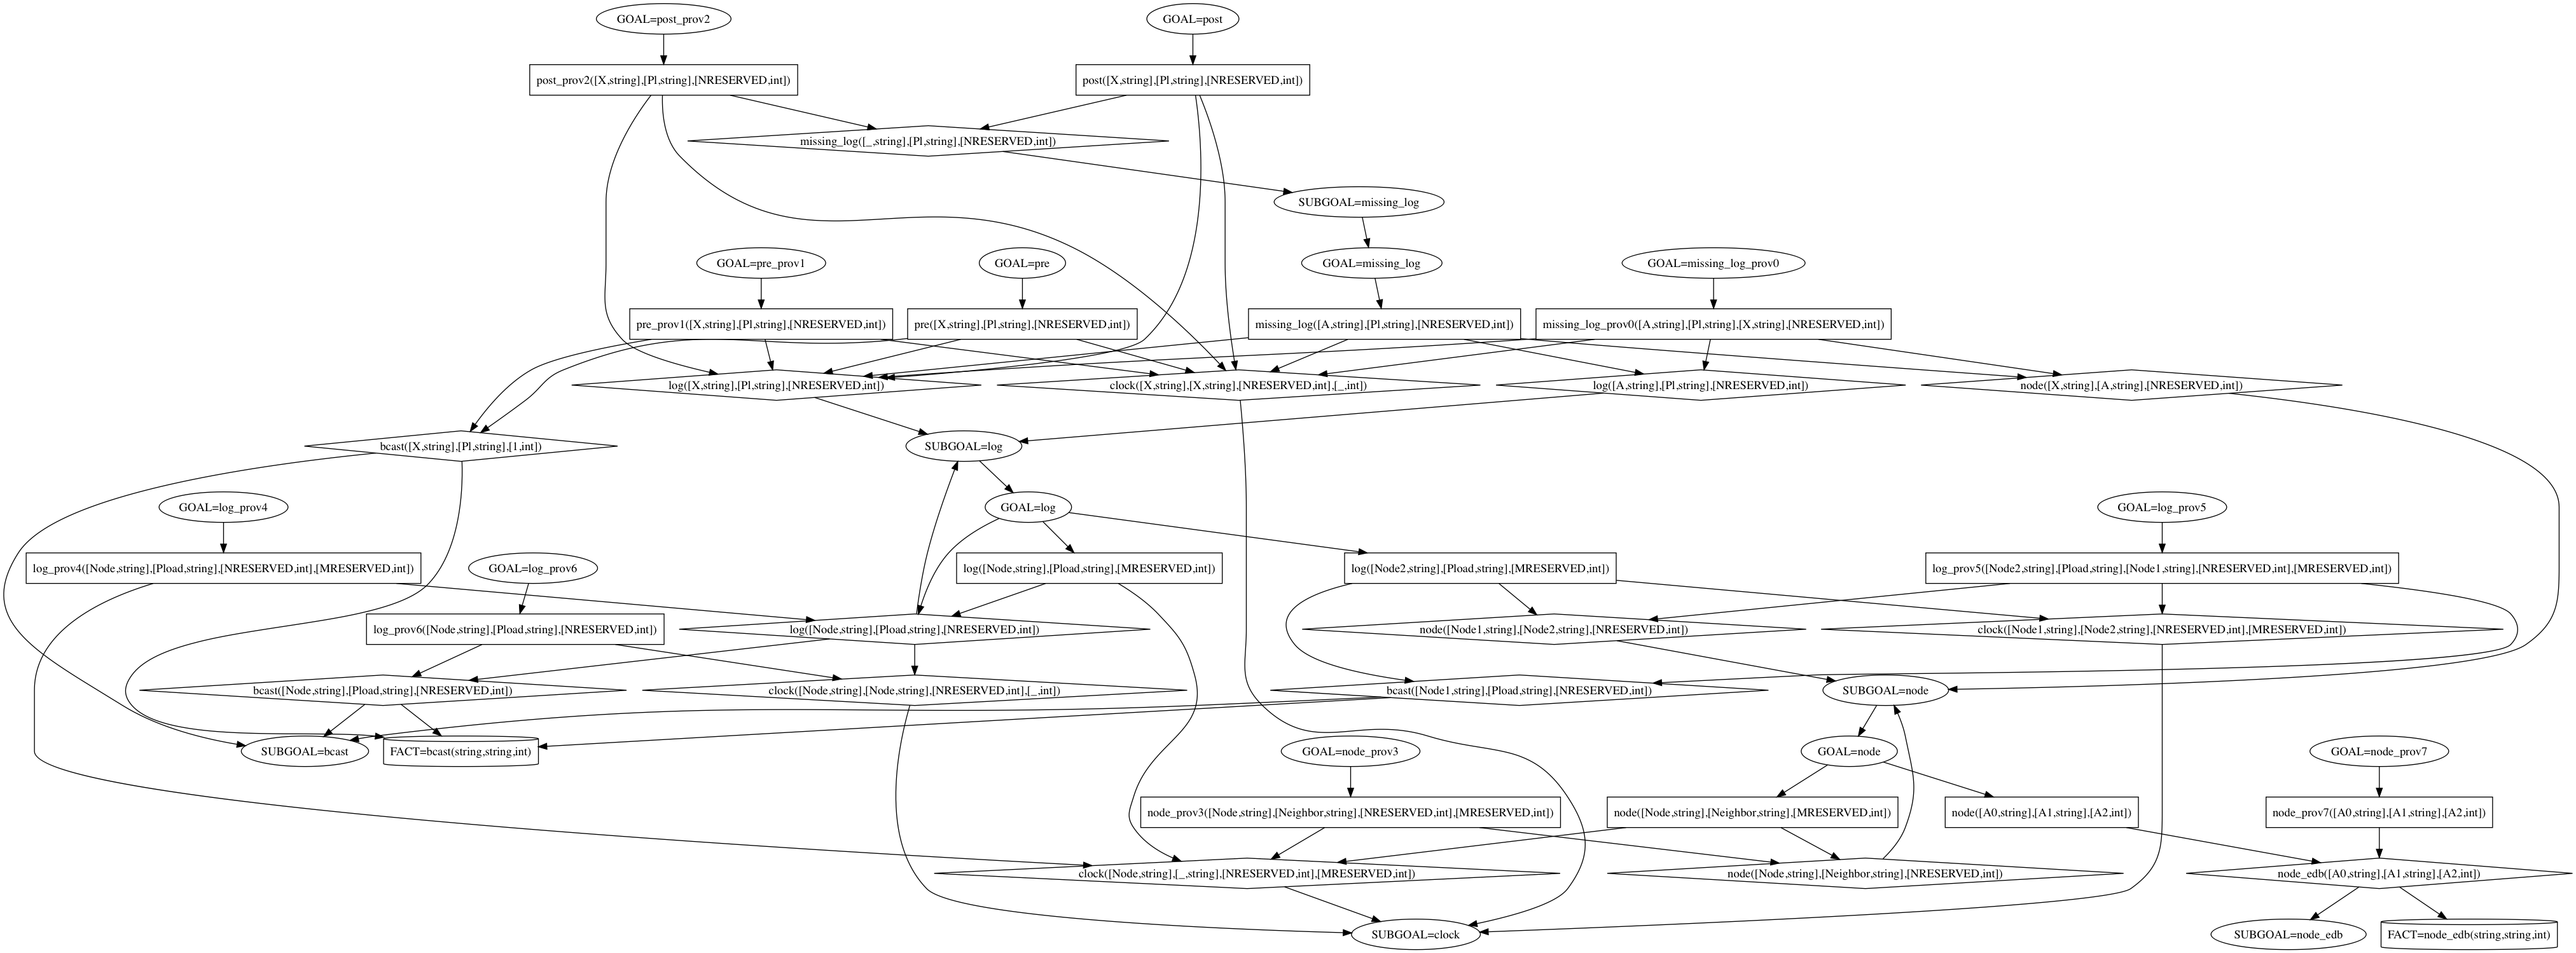 GOAL=post_prov2
GOAL=post
post_prov2([X,string],[Pl,string],[NRESERVED,int])
post([X,string],[Pl,string],[NRESERVED,int])
missing_log([_,string],[Pl,string],[NRESERVED,int])
SUBGOAL=missing_log
GOAL=pre_prov1
GOAL=pre
GOAL=missing_log
GOAL=missing_log_prov0
pre_prov1([X,string],[Pl,string],[NRESERVED,int])
pre([X,string],[Pl,string],[NRESERVED,int])
missing_log([A,string],[Pl,string],[NRESERVED,int])
missing_log_prov0([A,string],[Pl,string],[X,string],[NRESERVED,int])
log([X,string],[Pl,string],[NRESERVED,int])
clock([X,string],[X,string],[NRESERVED,int],[_,int])
log([A,string],[Pl,string],[NRESERVED,int])
node([X,string],[A,string],[NRESERVED,int])
bcast([X,string],[Pl,string],[1,int])
SUBGOAL=log
GOAL=log_prov4
GOAL=log
GOAL=log_prov5
log_prov4([Node,string],[Pload,string],[NRESERVED,int],[MRESERVED,int])
GOAL=log_prov6
log([Node,string],[Pload,string],[MRESERVED,int])
log([Node2,string],[Pload,string],[MRESERVED,int])
log_prov5([Node2,string],[Pload,string],[Node1,string],[NRESERVED,int],[MRESERVED,int])
log_prov6([Node,string],[Pload,string],[NRESERVED,int])
log([Node,string],[Pload,string],[NRESERVED,int])
node([Node1,string],[Node2,string],[NRESERVED,int])
clock([Node1,string],[Node2,string],[NRESERVED,int],[MRESERVED,int])
bcast([Node,string],[Pload,string],[NRESERVED,int])
clock([Node,string],[Node,string],[NRESERVED,int],[_,int])
bcast([Node1,string],[Pload,string],[NRESERVED,int])
SUBGOAL=node
SUBGOAL=bcast
FACT=bcast(string,string,int)
GOAL=node_prov3
GOAL=node
GOAL=node_prov7
node_prov3([Node,string],[Neighbor,string],[NRESERVED,int],[MRESERVED,int])
node([Node,string],[Neighbor,string],[MRESERVED,int])
node([A0,string],[A1,string],[A2,int])
node_prov7([A0,string],[A1,string],[A2,int])
clock([Node,string],[_,string],[NRESERVED,int],[MRESERVED,int])
node([Node,string],[Neighbor,string],[NRESERVED,int])
node_edb([A0,string],[A1,string],[A2,int])
SUBGOAL=clock
SUBGOAL=node_edb
FACT=node_edb(string,string,int)